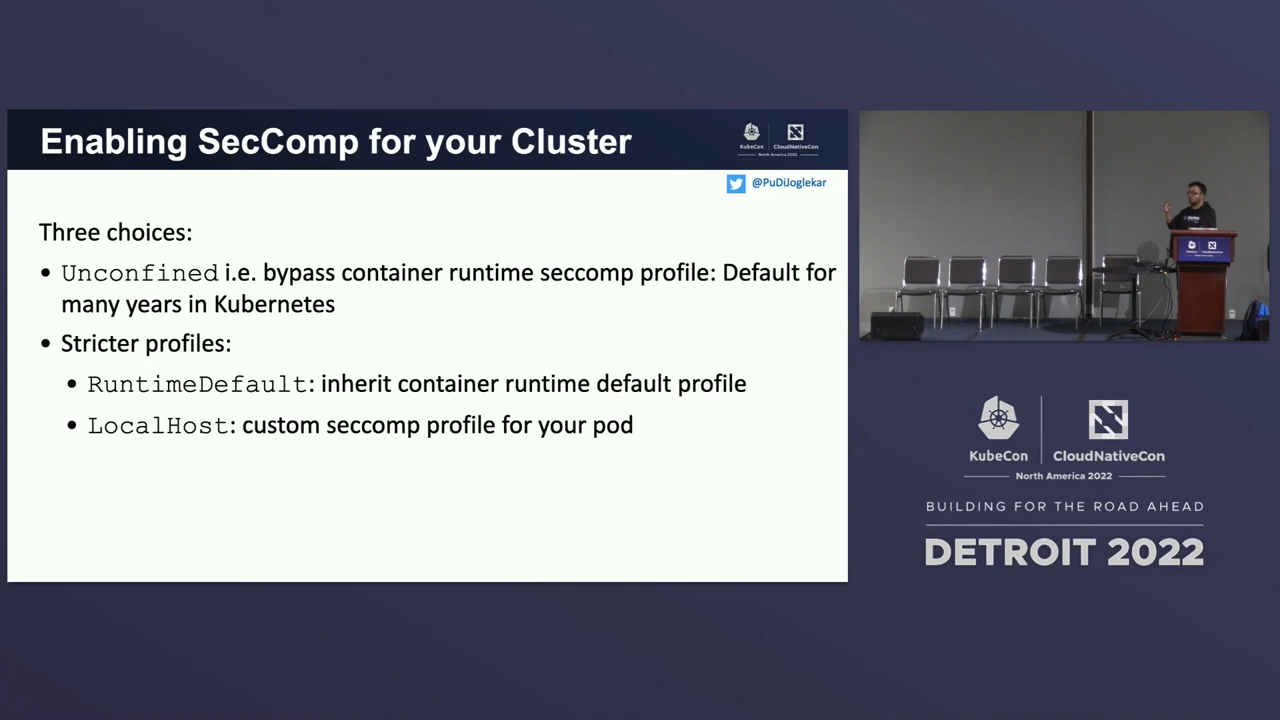 Enabling SecComp for your Cluster
KubeCon
CloudNativeCon
North America 2022
@PuDiJoglekar
Three choices:
• Unconfined i.e. bypass container runtime seccomp profile: Default for
many years in Kubernetes
• Stricter profiles:
• RuntimeDefault: inherit container runtime default profile
• LocalHost: custom seccomp profile for your pod
KubeCon
CloudNativeCon
North America 2022
BUILDING FOR THE ROAD AHEAD
DETROIT 2022